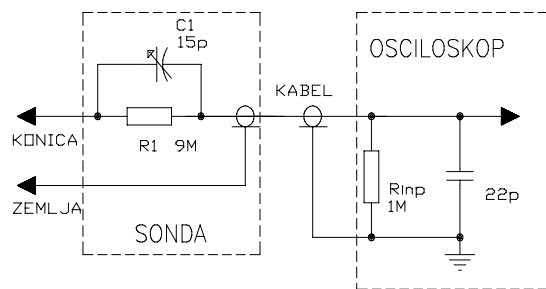 C1
15p
OSCILOSKOP
KABEL
KONICA
R1 9M
ZEMLJA
Rinp
1M
22p
SONDA